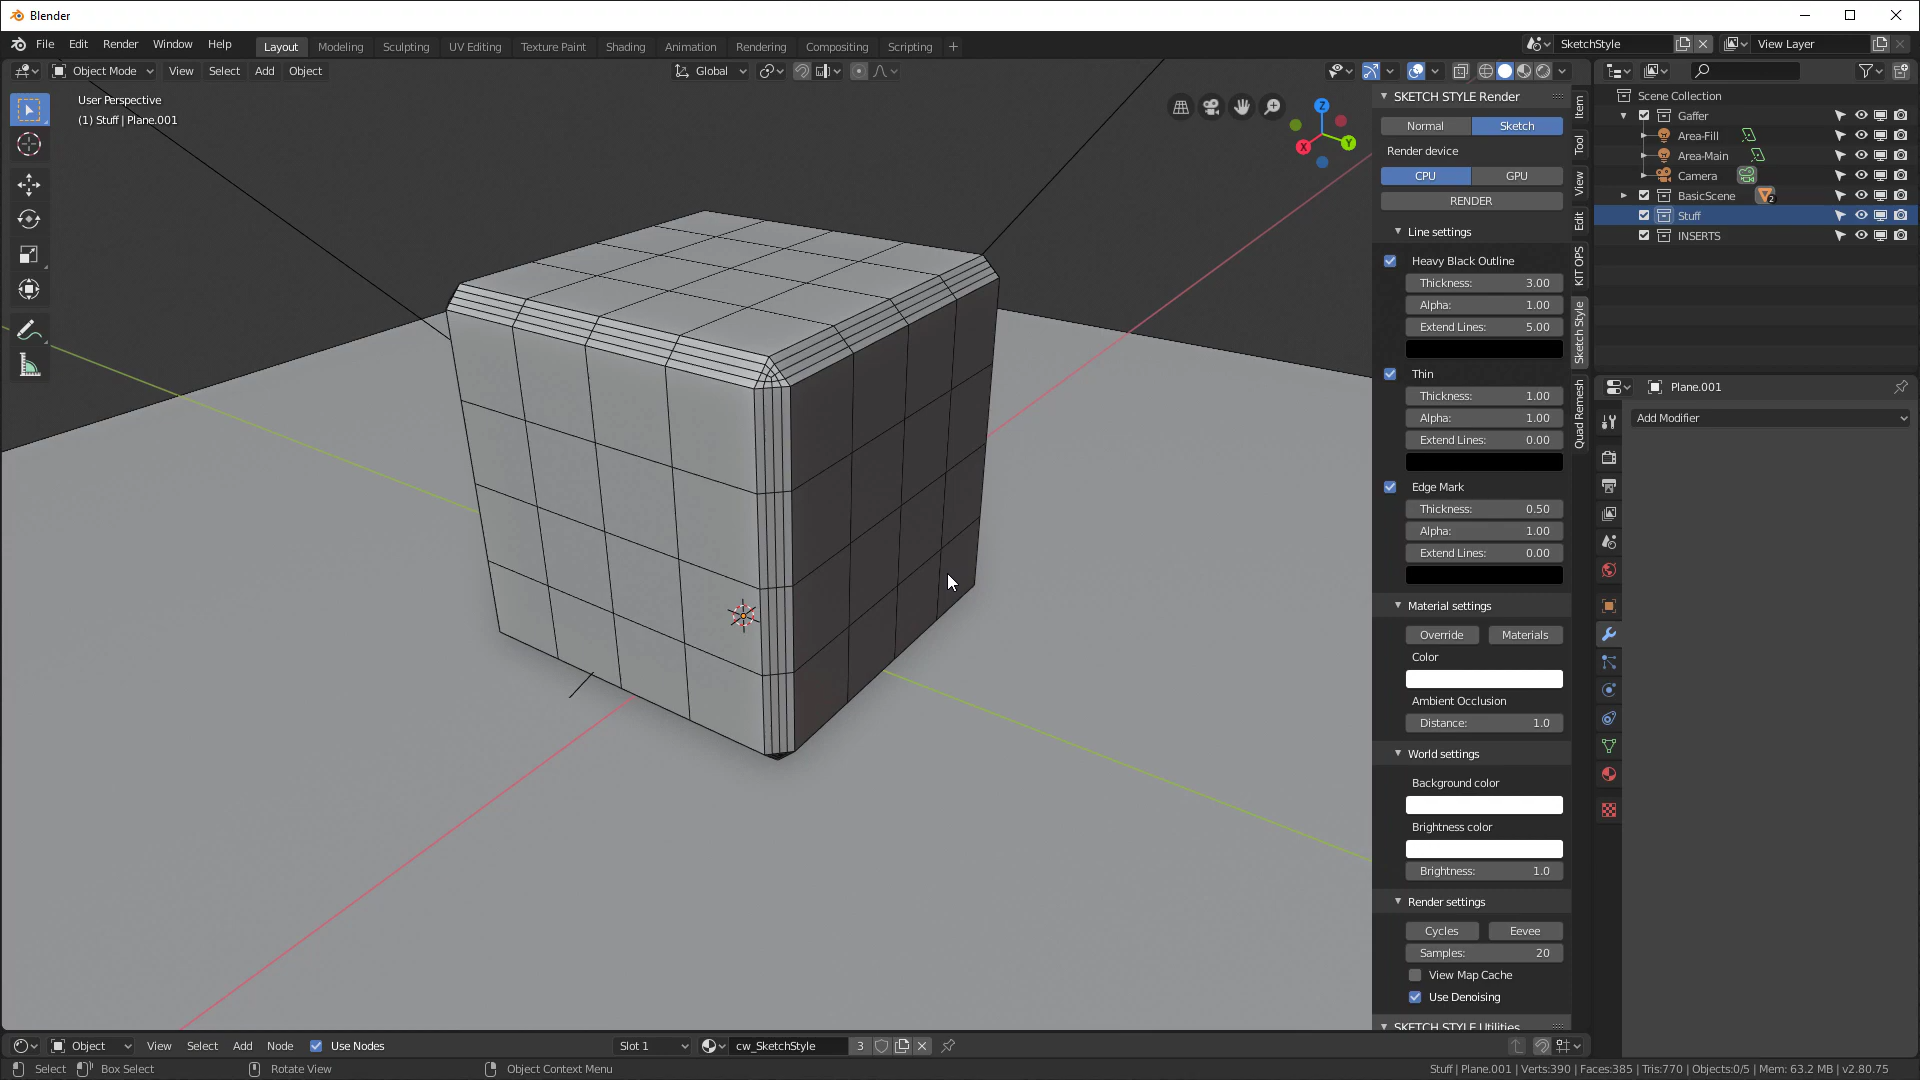 Blender
File Edit Render Window Help
Layout Modeling Sculpting UV Editing Texture Paint Shading Animation Rendering Compositing Scripting +
SketchStyle
View Layer
Object Mode View Select Add Object
Global
User Perspective
(1) Stuff | Plane.001
Z
Y
X
SKETCH STYLE Render
Normal Sketch
Render device
CPU GPU
RENDER
Line settings
Heavy Black Outline
Thickness: 3.00
Alpha: 1.00
Extend Lines: 5.00
Thin
Thickness: 1.00
Alpha: 1.00
Extend Lines: 0.00
Edge Mark
Thickness: 0.50
Alpha: 1.00
Extend Lines: 0.00
Material settings
Override Materials
Color
Ambient Occlusion
Distance: 1.0
World settings
Background color
Brightness color
Brightness: 1.0
Render settings
Cycles Eevee
Samples: 20
View Map Cache
Use Denoising
SKETCH STYLE Utilities
Item
Tool
View
Edit
KIT OPS
Sketch Style
Quad Remesh
Scene Collection
Gaffer
Area-Fill
Area-Main
Camera
BasicScene 2
Stuff
INSERTS
Plane.001
Add Modifier
Object View Select Add Node Use Nodes
Slot 1
cw_SketchStyle 3
Select Box Select Rotate View Object Context Menu
Stuff | Plane.001 | Verts:390 | Faces:385 | Tris:770 | Objects:0/5 | Mem: 63.2 MB | v2.80.75